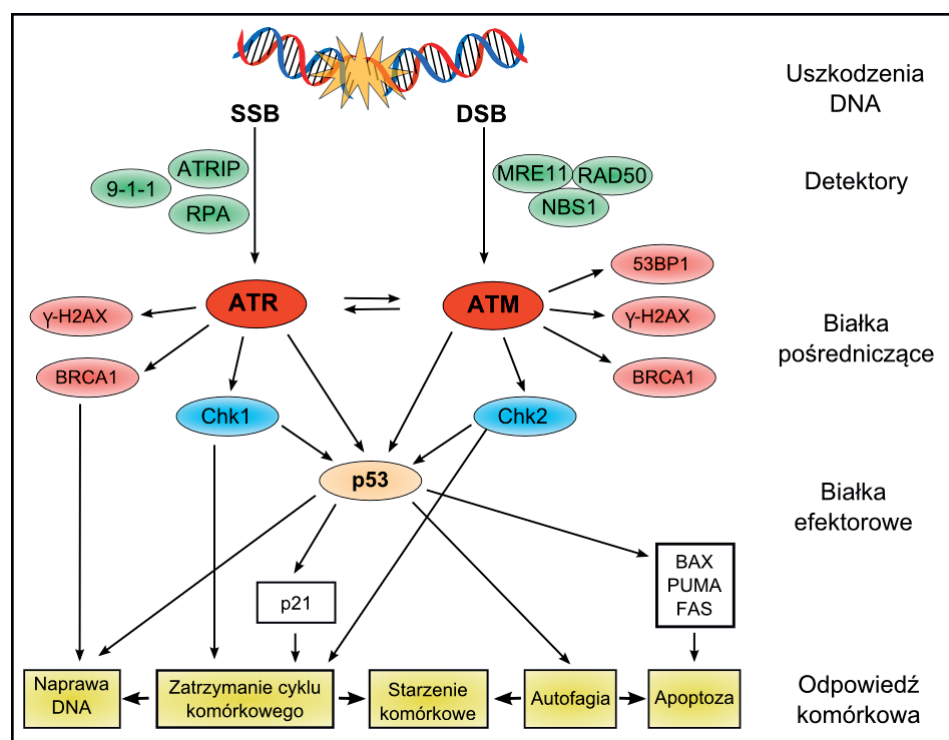 Uszkodzenia
DNA
SSB
DSB
Detektory
9-1-1
ATRIP
RPA
MRE11
RAD50
NBS1
ATR
ATM
53BP1
γ-H2AX
BRCA1
γ-H2AX
BRCA1
Białka
pośredniczące
Chk1
Chk2
p53
Białka
efektorowe
p21
BAX
PUMA
FAS
Naprawa
DNA
Zatrzymanie cyklu
komórkowego
Starzenie
komórkowe
Autofagia
Apoptoza
Odpowiedź
komórkowa